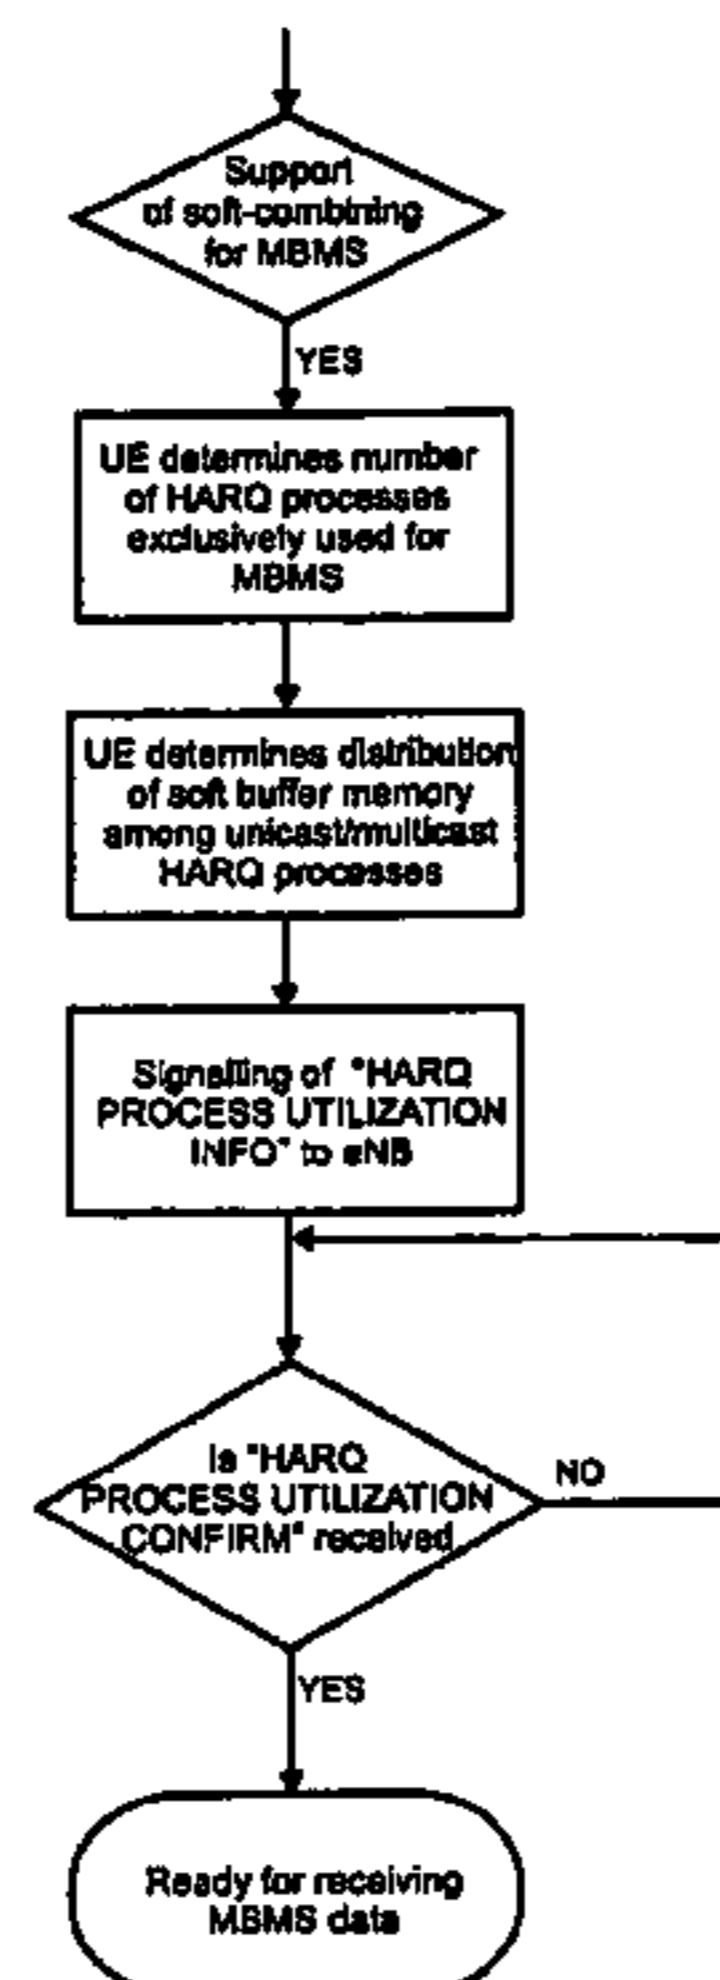 Support
of soft-combining
for MBMS
YES
UE determines number
of HARQ processes
exclusively used for
MBMS
UE determines distribution
of soft buffer memory
among unicast/multicast
HARQ processes
Signalling of "HARQ
PROCESS UTILIZATION
INFO" to eNB
Is "HARQ
PROCESS UTILIZATION
CONFIRM" received
NO
YES
Ready for receiving
MBMS data